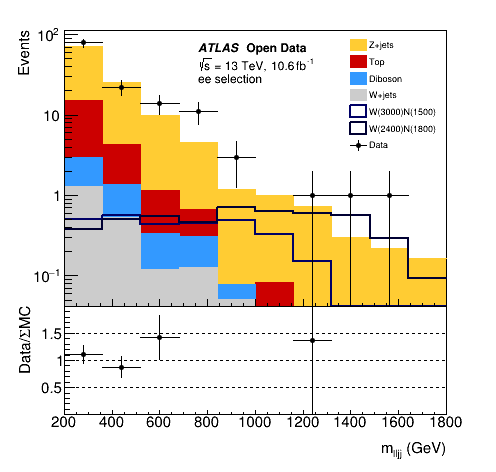 Events
10²
10
1
10⁻¹
ATLAS Open Data
√s = 13 TeV, 10.6fb⁻¹
ee selection
Z+jets
Top
Diboson
W+jets
W(3000)N(1500)
W(2400)N(1800)
Data
Data/ΣMC
1.5
1
0.5
200 400 600 800 1000 1200 1400 1600 1800
m_lljj (GeV)